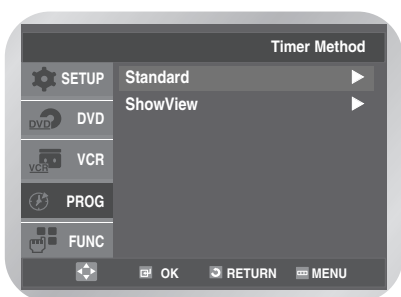 Timer Method
SETUP
Standard
ShowView
DVD DVD
VCR VCR
PROG
FUNC
OK RETURN MENU